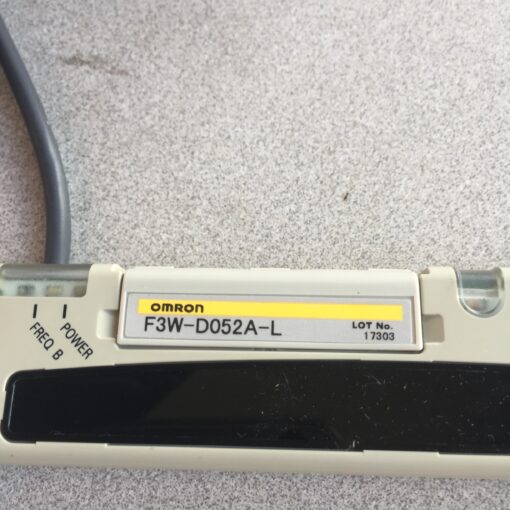 OMRON
F3W-D052A-L
LOT No.
17303
FREQ. B
POWER